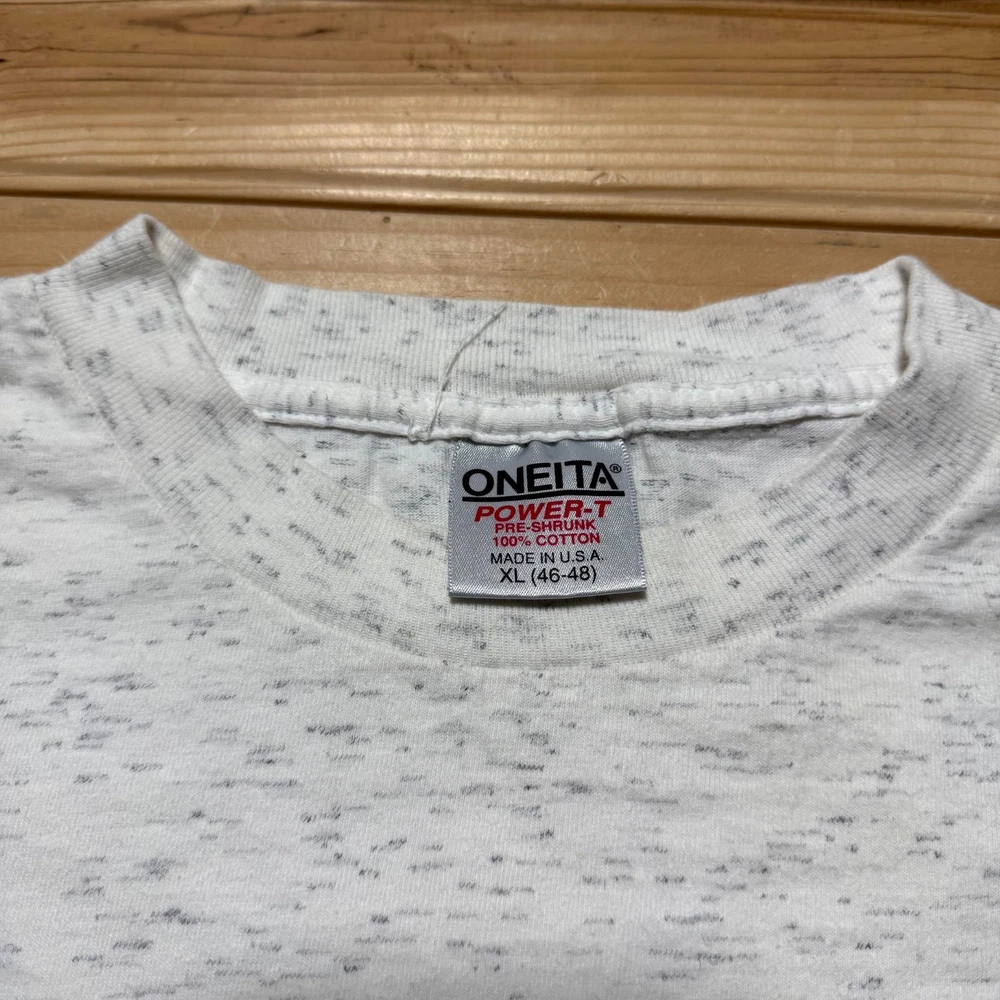 ONEITA®
POWER-T
PRE-SHRUNK
100% COTTON
MADE IN U.S.A.
XL (46-48)